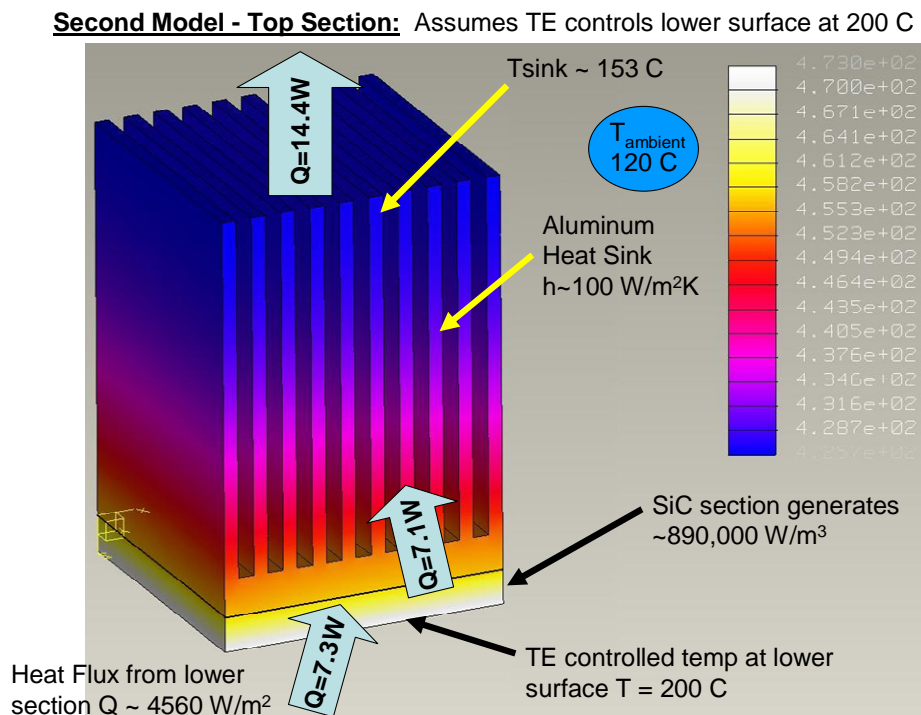 Second Model - Top Section: Assumes TE controls lower surface at 200 C
Q=14.4W
Tsink ~ 153 C
T_ambient
120 C
Aluminum
Heat Sink
h~100 W/m²K
4.730e+02
4.700e+02
4.671e+02
4.641e+02
4.612e+02
4.582e+02
4.553e+02
4.523e+02
4.494e+02
4.464e+02
4.435e+02
4.405e+02
4.376e+02
4.346e+02
4.316e+02
4.287e+02
Q=7.1W
SiC section generates
~890,000 W/m³
Q=7.3W
TE controlled temp at lower
surface T = 200 C
Heat Flux from lower
section Q ~ 4560 W/m²